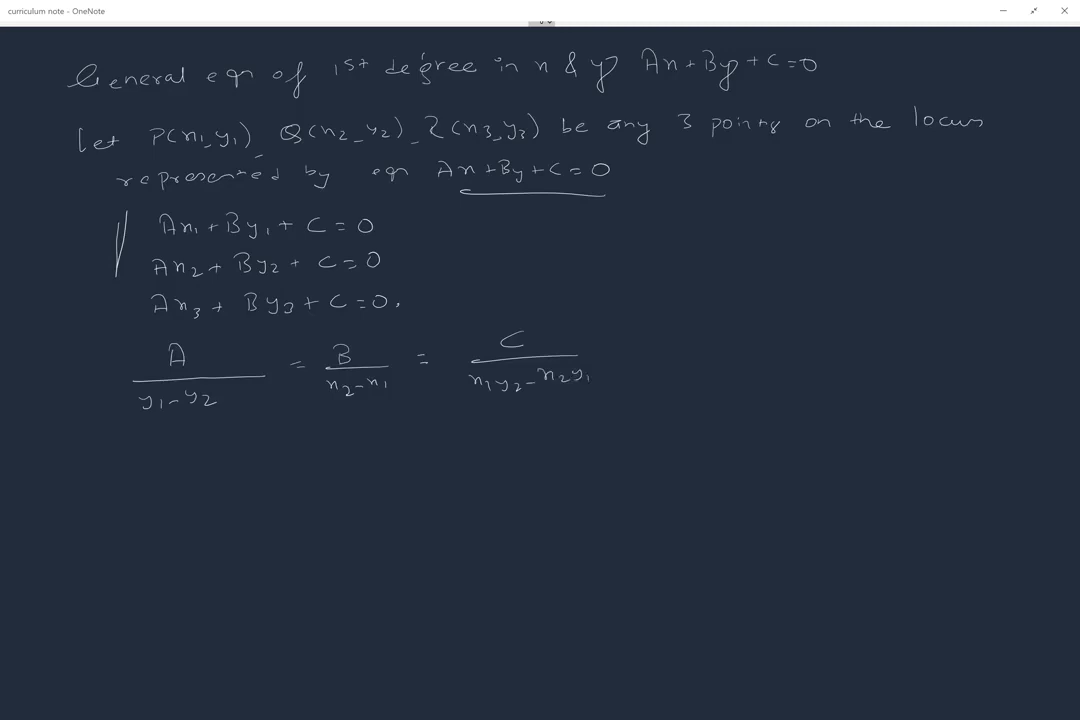 curriculum note - OneNote
General eqn of 1st degree in x & y Ax + By + C = 0
Let P(x1, y1) Q(x2, y2), R(x3, y3) be any 3 points on the locus
represented by eqn Ax + By + C = 0
Ax1 + By1 + C = 0
Ax2 + By2 + C = 0
Ax3 + By3 + C = 0.
A/(y1 - y2) = B/(x2 - x1) = C/(x1y2 - x2y1)